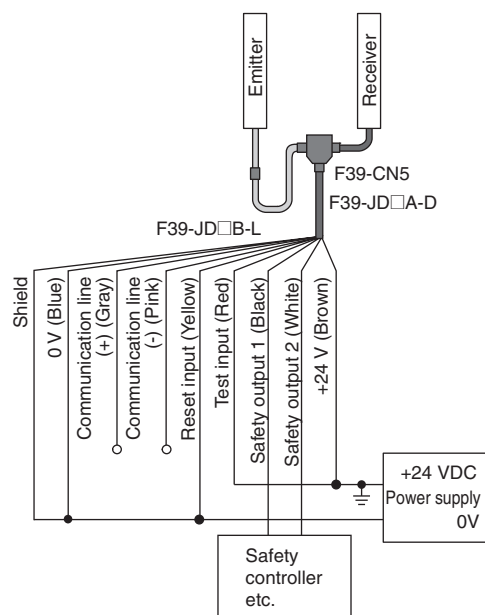 Emitter
Receiver
F39-CN5
F39-JD□A-D
F39-JD□B-L
Shield
0 V (Blue)
Communication line
(+) (Gray)
Communication line
(-) (Pink)
Reset input (Yellow)
Test input (Red)
Safety output 1 (Black)
Safety output 2 (White)
+24 V (Brown)
+24 VDC
Power supply
0V
Safety
controller
etc.